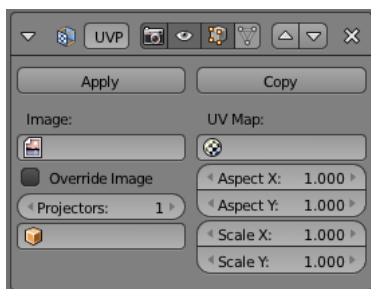 UVP
Apply Copy
Image: UV Map:
Override Image Aspect X: 1.000
Projectors: 1 Aspect Y: 1.000
Scale X: 1.000
Scale Y: 1.000